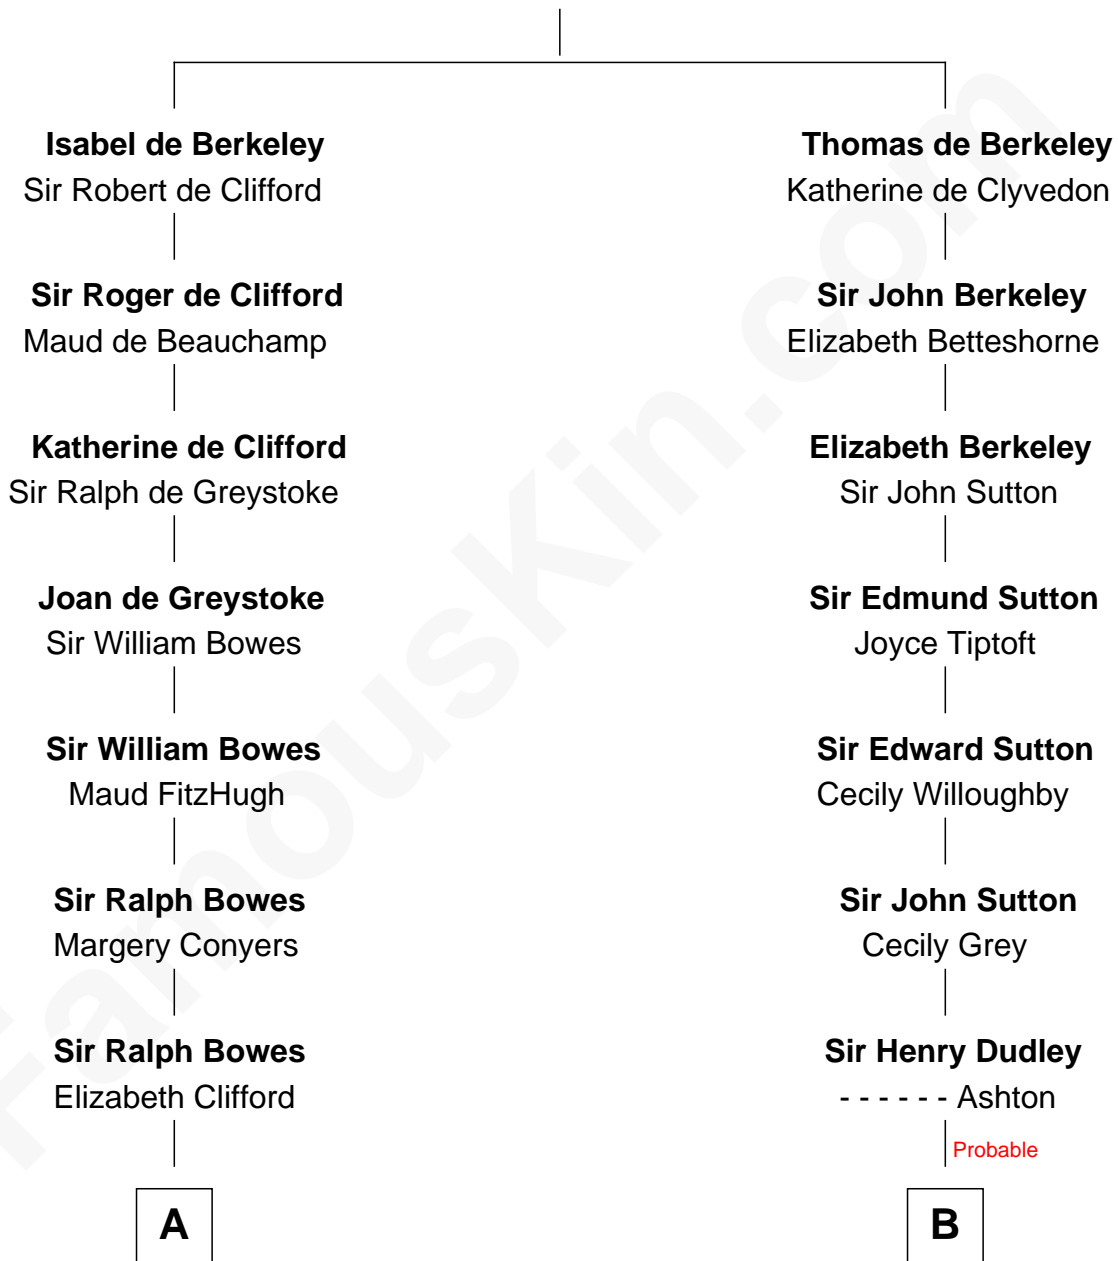 Isabel de Berkeley
Sir Robert de Clifford
Sir Roger de Clifford
Maud de Beauchamp
Katherine de Clifford
Sir Ralph de Greystoke
Joan de Greystoke
Sir William Bowes
Sir William Bowes
Maud FitzHugh
Sir Ralph Bowes
Margery Conyers
Sir Ralph Bowes
Elizabeth Clifford
A
Thomas de Berkeley
Katherine de Clyvedon
Sir John Berkeley
Elizabeth Betteshorne
Elizabeth Berkeley
Sir John Sutton
Sir Edmund Sutton
Joyce Tiptoft
Sir Edward Sutton
Cecily Willoughby
Sir John Sutton
Cecily Grey
Sir Henry Dudley
- - - - - - Ashton
Probable
B
FamousKin.com